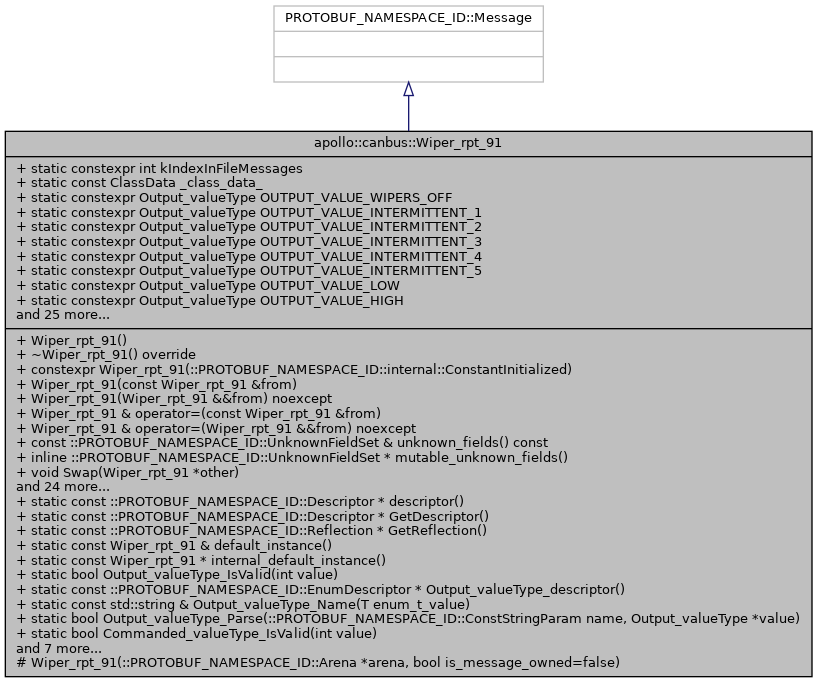 PROTOBUF_NAMESPACE_ID::Message
apollo::canbus::Wiper_rpt_91
+ static constexpr int kIndexInFileMessages
+ static const ClassData _class_data_
+ static constexpr Output_valueType OUTPUT_VALUE_WIPERS_OFF
+ static constexpr Output_valueType OUTPUT_VALUE_INTERMITTENT_1
+ static constexpr Output_valueType OUTPUT_VALUE_INTERMITTENT_2
+ static constexpr Output_valueType OUTPUT_VALUE_INTERMITTENT_3
+ static constexpr Output_valueType OUTPUT_VALUE_INTERMITTENT_4
+ static constexpr Output_valueType OUTPUT_VALUE_INTERMITTENT_5
+ static constexpr Output_valueType OUTPUT_VALUE_LOW
+ static constexpr Output_valueType OUTPUT_VALUE_HIGH
and 25 more...
+ Wiper_rpt_91()
+ ~Wiper_rpt_91() override
+ constexpr Wiper_rpt_91(::PROTOBUF_NAMESPACE_ID::internal::ConstantInitialized)
+ Wiper_rpt_91(const Wiper_rpt_91 &from)
+ Wiper_rpt_91(Wiper_rpt_91 &&from) noexcept
+ Wiper_rpt_91 & operator=(const Wiper_rpt_91 &from)
+ Wiper_rpt_91 & operator=(Wiper_rpt_91 &&from) noexcept
+ const ::PROTOBUF_NAMESPACE_ID::UnknownFieldSet & unknown_fields() const
+ inline ::PROTOBUF_NAMESPACE_ID::UnknownFieldSet * mutable_unknown_fields()
+ void Swap(Wiper_rpt_91 *other)
and 24 more...
+ static const ::PROTOBUF_NAMESPACE_ID::Descriptor * descriptor()
+ static const ::PROTOBUF_NAMESPACE_ID::Descriptor * GetDescriptor()
+ static const ::PROTOBUF_NAMESPACE_ID::Reflection * GetReflection()
+ static const Wiper_rpt_91 & default_instance()
+ static const Wiper_rpt_91 * internal_default_instance()
+ static bool Output_valueType_IsValid(int value)
+ static const ::PROTOBUF_NAMESPACE_ID::EnumDescriptor * Output_valueType_descriptor()
+ static const std::string & Output_valueType_Name(T enum_t_value)
+ static bool Output_valueType_Parse(::PROTOBUF_NAMESPACE_ID::ConstStringParam name, Output_valueType *value)
+ static bool Commanded_valueType_IsValid(int value)
and 7 more...
# Wiper_rpt_91(::PROTOBUF_NAMESPACE_ID::Arena *arena, bool is_message_owned=false)